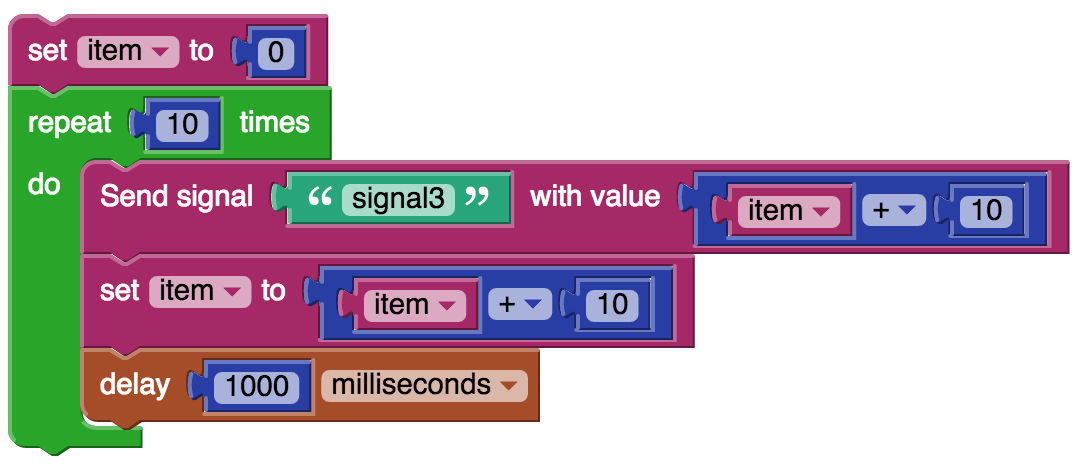 set item to 0
repeat 10 times
do Send signal “ signal3 ” with value item + 10
set item to item + 10
delay 1000 milliseconds